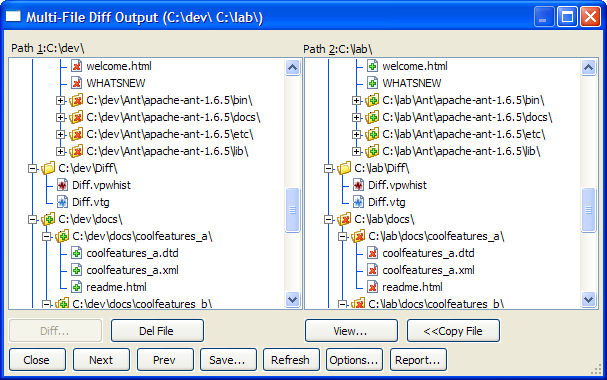 Multi-File Diff Output (C:\dev\ C:\lab\)
Path 1:C:\dev\
Path 2:C:\lab\
welcome.html
WHATSNEW
C:\dev\Ant\apache-ant-1.6.5\bin\
C:\dev\Ant\apache-ant-1.6.5\docs\
C:\dev\Ant\apache-ant-1.6.5\etc\
C:\dev\Ant\apache-ant-1.6.5\lib\
C:\dev\Diff\
Diff.vpwhist
Diff.vtg
C:\dev\docs\
C:\dev\docs\coolfeatures_a\
coolfeatures_a.dtd
coolfeatures_a.xml
readme.html
C:\dev\docs\coolfeatures_b\
welcome.html
WHATSNEW
C:\lab\Ant\apache-ant-1.6.5\bin\
C:\lab\Ant\apache-ant-1.6.5\docs\
C:\lab\Ant\apache-ant-1.6.5\etc\
C:\lab\Ant\apache-ant-1.6.5\lib\
C:\lab\Diff\
Diff.vpwhist
Diff.vtg
C:\lab\docs\
C:\lab\docs\coolfeatures_a\
coolfeatures_a.dtd
coolfeatures_a.xml
readme.html
C:\lab\docs\coolfeatures_b\
Diff... Del File View... <<Copy File
Close Next Prev Save... Refresh Options... Report...